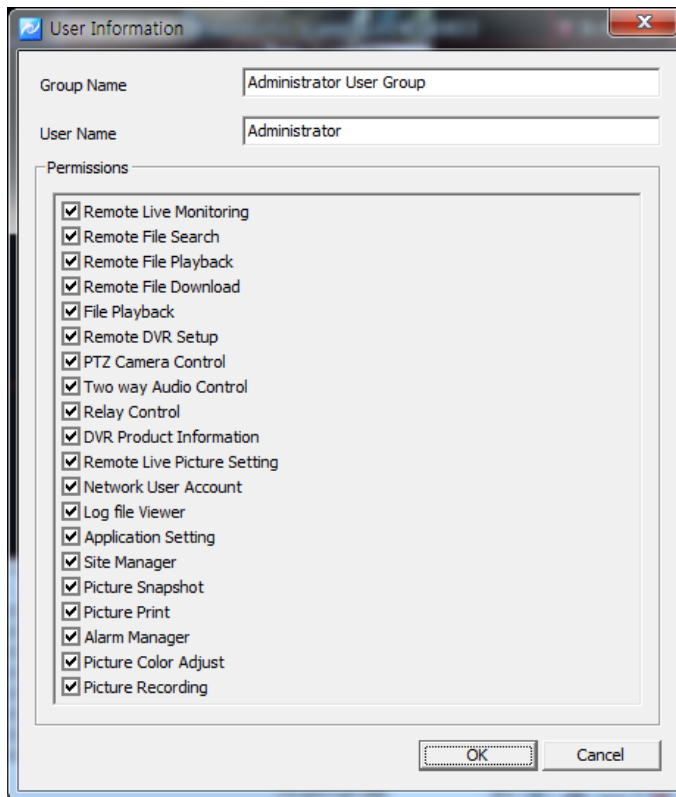 User Information
Group Name
Administrator User Group
User Name
Administrator
Permissions
Remote Live Monitoring
Remote File Search
Remote File Playback
Remote File Download
File Playback
Remote DVR Setup
PTZ Camera Control
Two way Audio Control
Relay Control
DVR Product Information
Remote Live Picture Setting
Network User Account
Log file Viewer
Application Setting
Site Manager
Picture Snapshot
Picture Print
Alarm Manager
Picture Color Adjust
Picture Recording
OK
Cancel